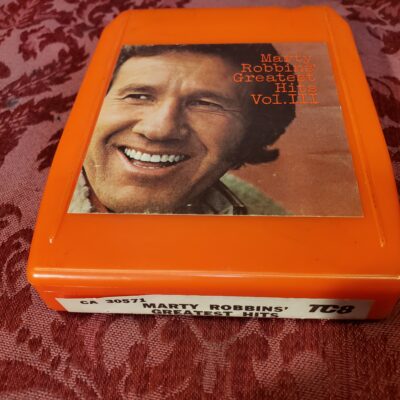 Marty
Robbins'
Greatest
Hits
Vol.III
CA 30571
MARTY ROBBINS'
GREATEST HITS
TC8